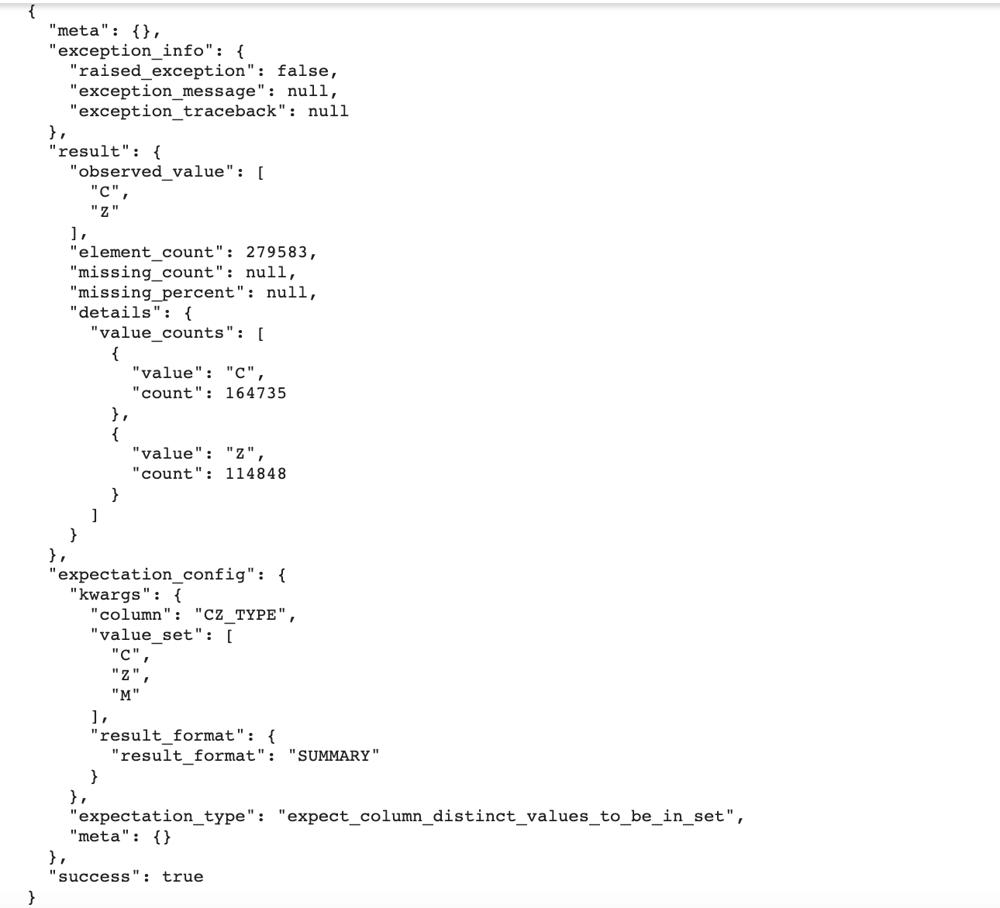 {
"meta": {},
"exception_info": {
"raised_exception": false,
"exception_message": null,
"exception_traceback": null
},
"result": {
"observed_value": [
"C",
"Z"
],
"element_count": 279583,
"missing_count": null,
"missing_percent": null,
"details": {
"value_counts": [
{
"value": "C",
"count": 164735
},
{
"value": "Z",
"count": 114848
}
]
}
},
"expectation_config": {
"kwargs": {
"column": "CZ_TYPE",
"value_set": [
"C",
"Z",
"M"
],
"result_format": {
"result_format": "SUMMARY"
}
},
"expectation_type": "expect_column_distinct_values_to_be_in_set",
"meta": {}
},
"success": true
}